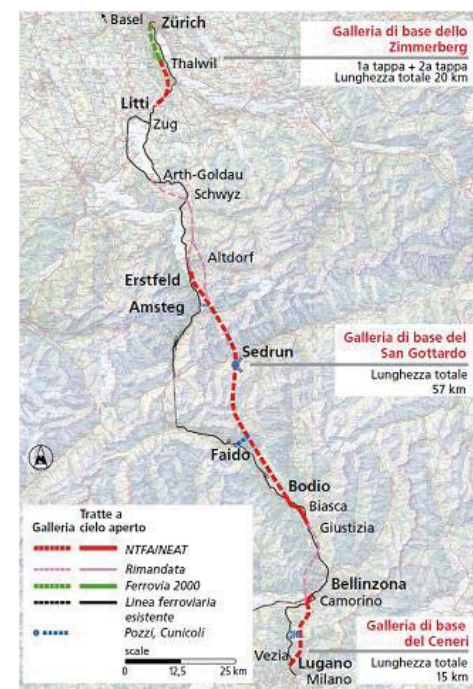 Basel
Zürich
Galleria di base dello
Zimmerberg
1a tappa + 2a tappa
Lunghezza totale 20 km
Thalwil
Litti
Zug
Arth-Goldau
Schwyz
Altdorf
Erstfeld
Amsteg
Galleria di base del
San Gottardo
Lunghezza totale
57 km
Sedrun
Faido
Bodio
Biasca
Giustizia
Bellinzona
Camorino
Galleria di base
del Ceneri
Lunghezza totale
15 km
Vezia
Lugano
Milano
Galleria
Tratte a
cielo aperto
NTFA/NEAT
Rimandata
Ferrovia 2000
Linea ferroviaria
esistente
Pozzi, Cunicoli
scale
0 12,5 25 km